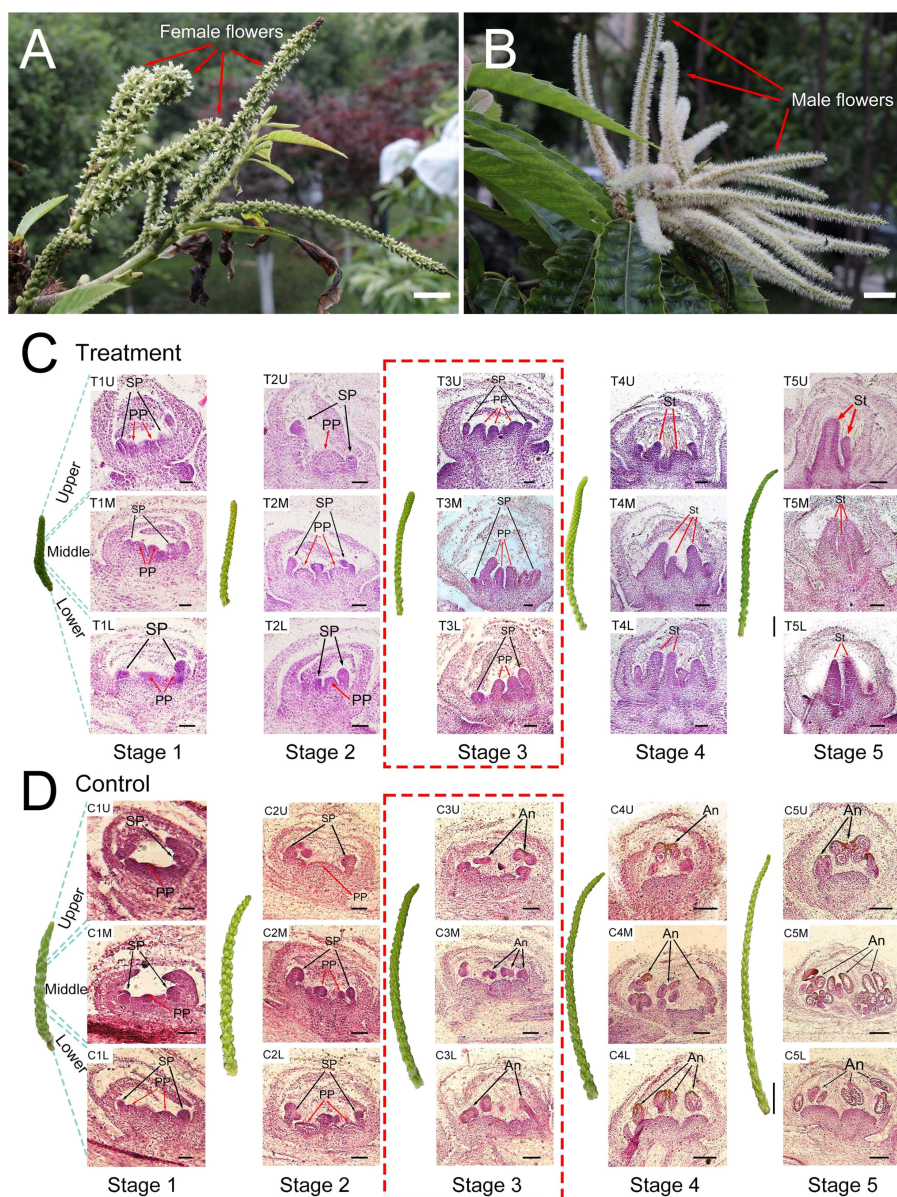 A
Female flowers
B
Male flowers
C
Treatment
T1U
SP
PP
T2U
SP
PP
T3U
SP
PP
T4U
St
T5U
St
Upper
Middle
Lower
T1M
SP
PP
T2M
SP
PP
T3M
SP
PP
T4M
St
T5M
St
T1L
SP
PP
T2L
SP
PP
T3L
SP
PP
T4L
St
T5L
St
Stage 1
Stage 2
Stage 3
Stage 4
Stage 5
D
Control
C1U
SP
PP
C2U
SP
PP
C3U
An
C4U
An
C5U
An
Upper
Middle
Lower
C1M
SP
PP
C2M
SP
PP
C3M
An
C4M
An
C5M
C1L
SP
PP
C2L
SP
PP
C3L
An
C4L
An
C5L
An
Stage 1
Stage 2
Stage 3
Stage 4
Stage 5